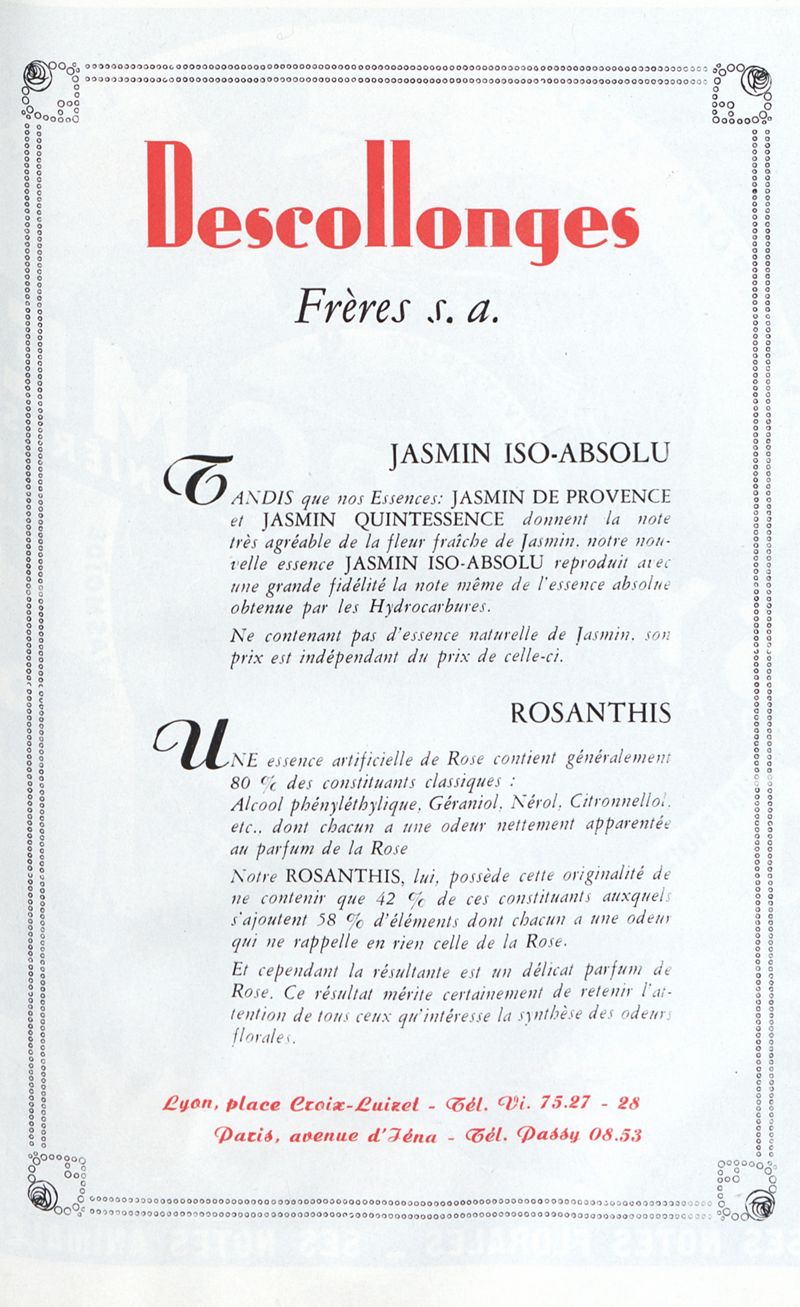 Descollonges
Frères s. a.
JASMIN ISO-ABSOLU
TANDIS que nos Essences: JASMIN DE PROVENCE
et JASMIN QUINTESSENCE donnent la note
très agréable de la fleur fraîche de Jasmin. notre nou-
velle essence JASMIN ISO-ABSOLU reproduit avec
une grande fidélité la note même de l'essence absolue
obtenue par les Hydrocarbures.
Ne contenant pas d'essence naturelle de Jasmin. son
prix est indépendant du prix de celle-ci.
ROSANTHIS
UNE essence artificielle de Rose contient généralement
80 % des constituants classiques :
Alcool phényléthylique, Géraniol, Nérol, Citronnellol,
etc., dont chacun a une odeur nettement apparentée
au parfum de la Rose
Notre ROSANTHIS, lui, possède cette originalité de
ne contenir que 42 % de ces constituants auxquels
s'ajoutent 58 % d'éléments dont chacun a une odeur
qui ne rappelle en rien celle de la Rose.
Et cependant la résultante est un délicat parfum de
Rose. Ce résultat mérite certainement de retenir l'at-
tention de tous ceux qu'intéresse la synthèse des odeurs
florales.
Lyon, place Croix-Luizet - Tél. Vi. 75.27 - 28
Paris, avenue d'Iéna - Tél. Passy 08.53